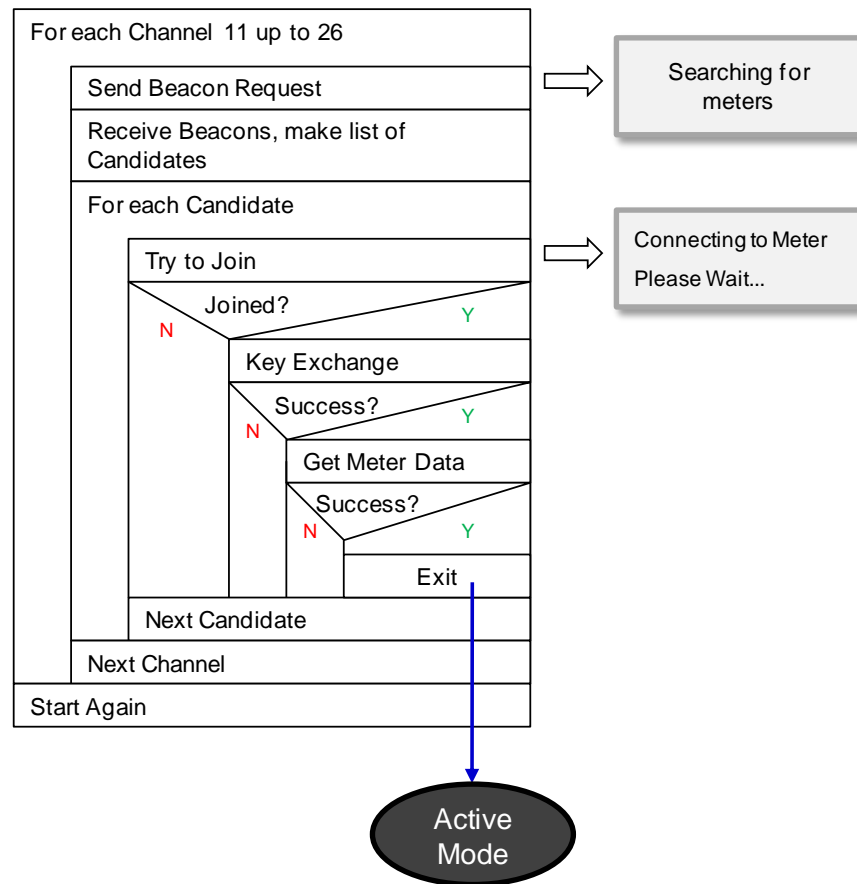 For each Channel 11 up to 26
Send Beacon Request
Searching for
meters
Receive Beacons, make list of
Candidates
For each Candidate
Try to Join
Connecting to Meter
Please Wait...
Joined?
N
Y
Key Exchange
Success?
N
Y
Get Meter Data
Success?
N
Y
Exit
Next Candidate
Next Channel
Start Again
Active
Mode